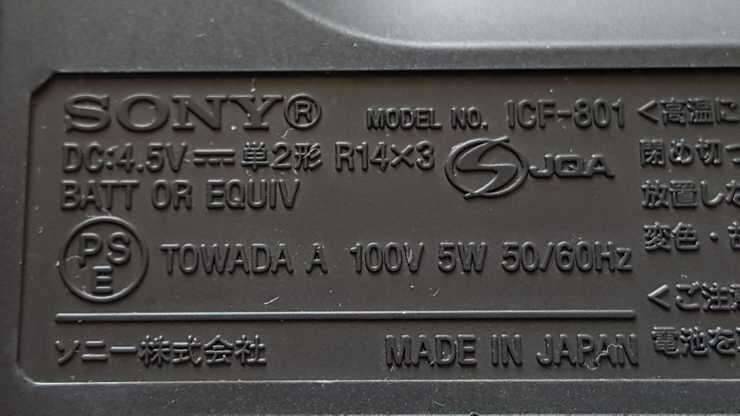 SONY® MODEL NO. ICF-801
DC:4.5V⎓単2形 R14×3
BATT OR EQUIV
S JQA
PS
E
TOWADA A 100V 5W 50/60Hz
ソニー株式会社 MADE IN JAPAN
<高温に
閉め切っ
放置しな
変色・
<ご注意
電池を